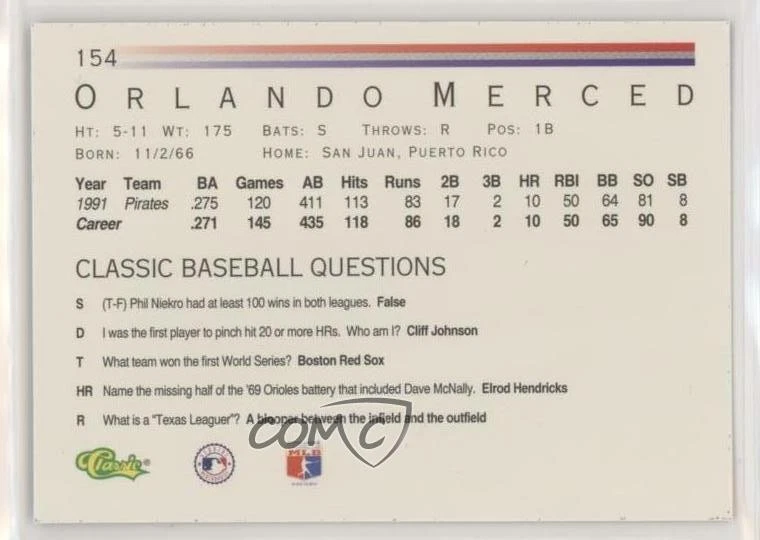 154
ORLANDO MERCED
HT: 5-11 WT: 175 BATS: S THROWS: R POS: 1B
BORN: 11/2/66 HOME: SAN JUAN, PUERTO RICO
Year Team BA Games AB Hits Runs 2B 3B HR RBI BB SO SB
1991 Pirates .275 120 411 113 83 17 2 10 50 64 81 8
Career .271 145 435 118 86 18 2 10 50 65 90 8
CLASSIC BASEBALL QUESTIONS
S (T-F) Phil Niekro had at least 100 wins in both leagues. False
D I was the first player to pinch hit 20 or more HRs. Who am I? Cliff Johnson
T What team won the first World Series? Boston Red Sox
HR Name the missing half of the '69 Orioles battery that included Dave McNally. Elrod Hendricks
R What is a "Texas Leaguer"? A blooper between the infield and the outfield
COMC
Classic®
MLB